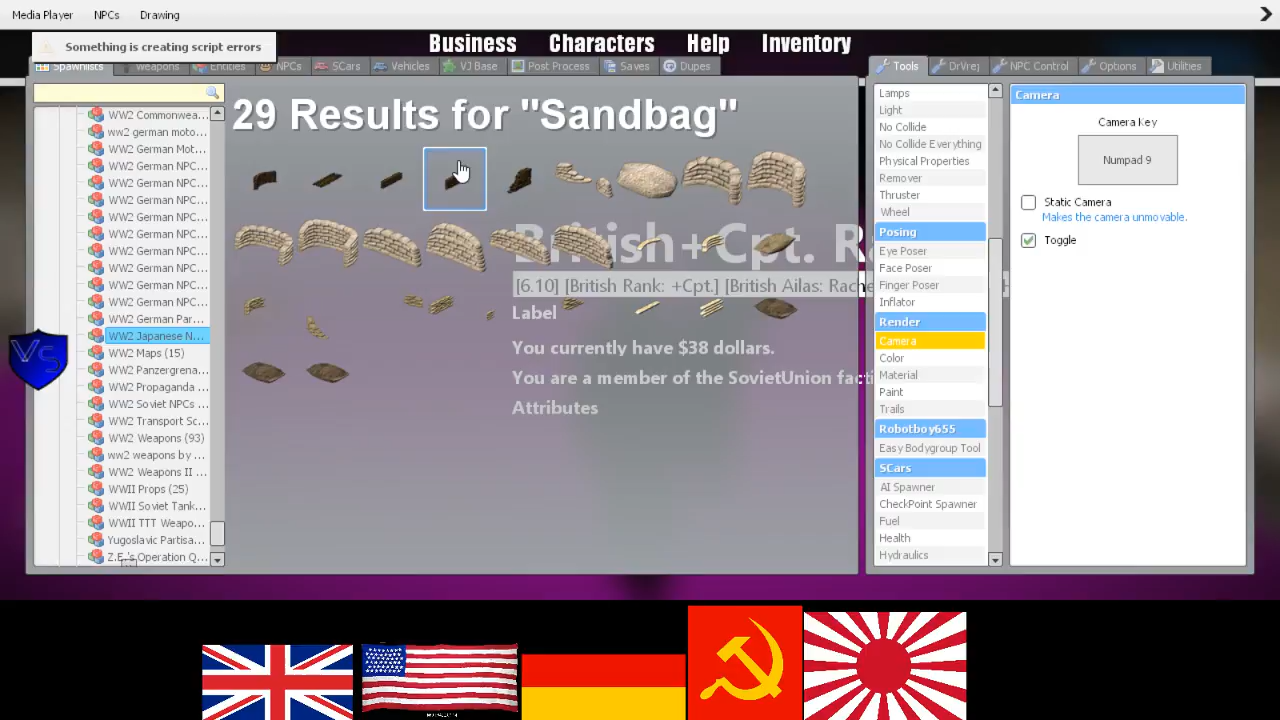 Media Player NPCs Drawing
Something is creating script errors
Business Characters Help Inventory
Spawnlists Weapons Entities NPCs SCars Vehicles VJ Base Post Process Saves Dupes
Tools DrVrej NPC Control Options Utilities
29 Results for "Sandbag"
WW2 Commonwea...
ww2 german moto...
WW2 German Mot...
WW2 German NPC...
WW2 German NPC...
WW2 German NPC...
WW2 German NPC...
WW2 German NPC...
WW2 German NPC...
WW2 German NPC...
WW2 German NPC...
WW2 German NPC...
WW2 German Par...
WW2 Japanese N...
WW2 Maps (15)
WW2 Panzergrena...
WW2 Propaganda ...
WW2 Soviet NPCs ...
WW2 Transport Sc...
WW2 Weapons (93)
ww2 weapons by ...
WW2 Weapons II ...
WWII Props (25)
WWII Soviet Tank...
WWII TTT Weapo...
Yugoslavic Partisa...
Z.E.'s Operation Q...
VS
British+Cpt. Ra
[6.10] [British Rank: +Cpt.] [British Ailas: Rache
Label
You currently have $38 dollars.
You are a member of the SovietUnion facti
Attributes
Lamps
Light
No Collide
No Collide Everything
Physical Properties
Remover
Thruster
Wheel
Posing
Eye Poser
Face Poser
Finger Poser
Inflator
Render
Camera
Color
Material
Paint
Trails
Robotboy655
Easy Bodygroup Tool
SCars
AI Spawner
CheckPoint Spawner
Fuel
Health
Hydraulics
Camera
Camera Key
Numpad 9
Static Camera
Makes the camera unmovable.
Toggle